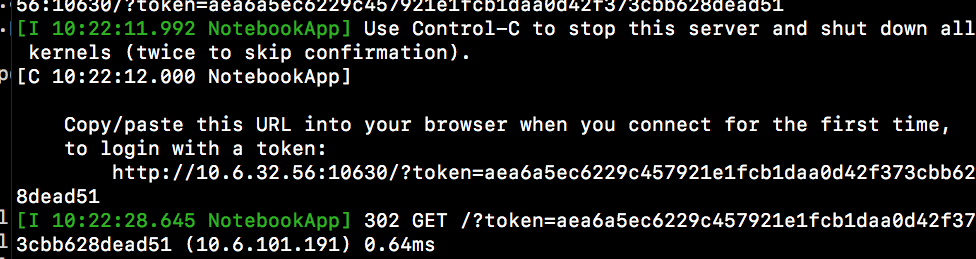 56:10630/?token=aea6a5ec6229c457921e1fcb1daa0d42f373cbb628dead51
[I 10:22:11.992 NotebookApp] Use Control-C to stop this server and shut down all
kernels (twice to skip confirmation).
[C 10:22:12.000 NotebookApp]
Copy/paste this URL into your browser when you connect for the first time,
to login with a token:
http://10.6.32.56:10630/?token=aea6a5ec6229c457921e1fcb1daa0d42f373cbb62
8dead51
[I 10:22:28.645 NotebookApp] 302 GET /?token=aea6a5ec6229c457921e1fcb1daa0d42f37
3cbb628dead51 (10.6.101.191) 0.64ms